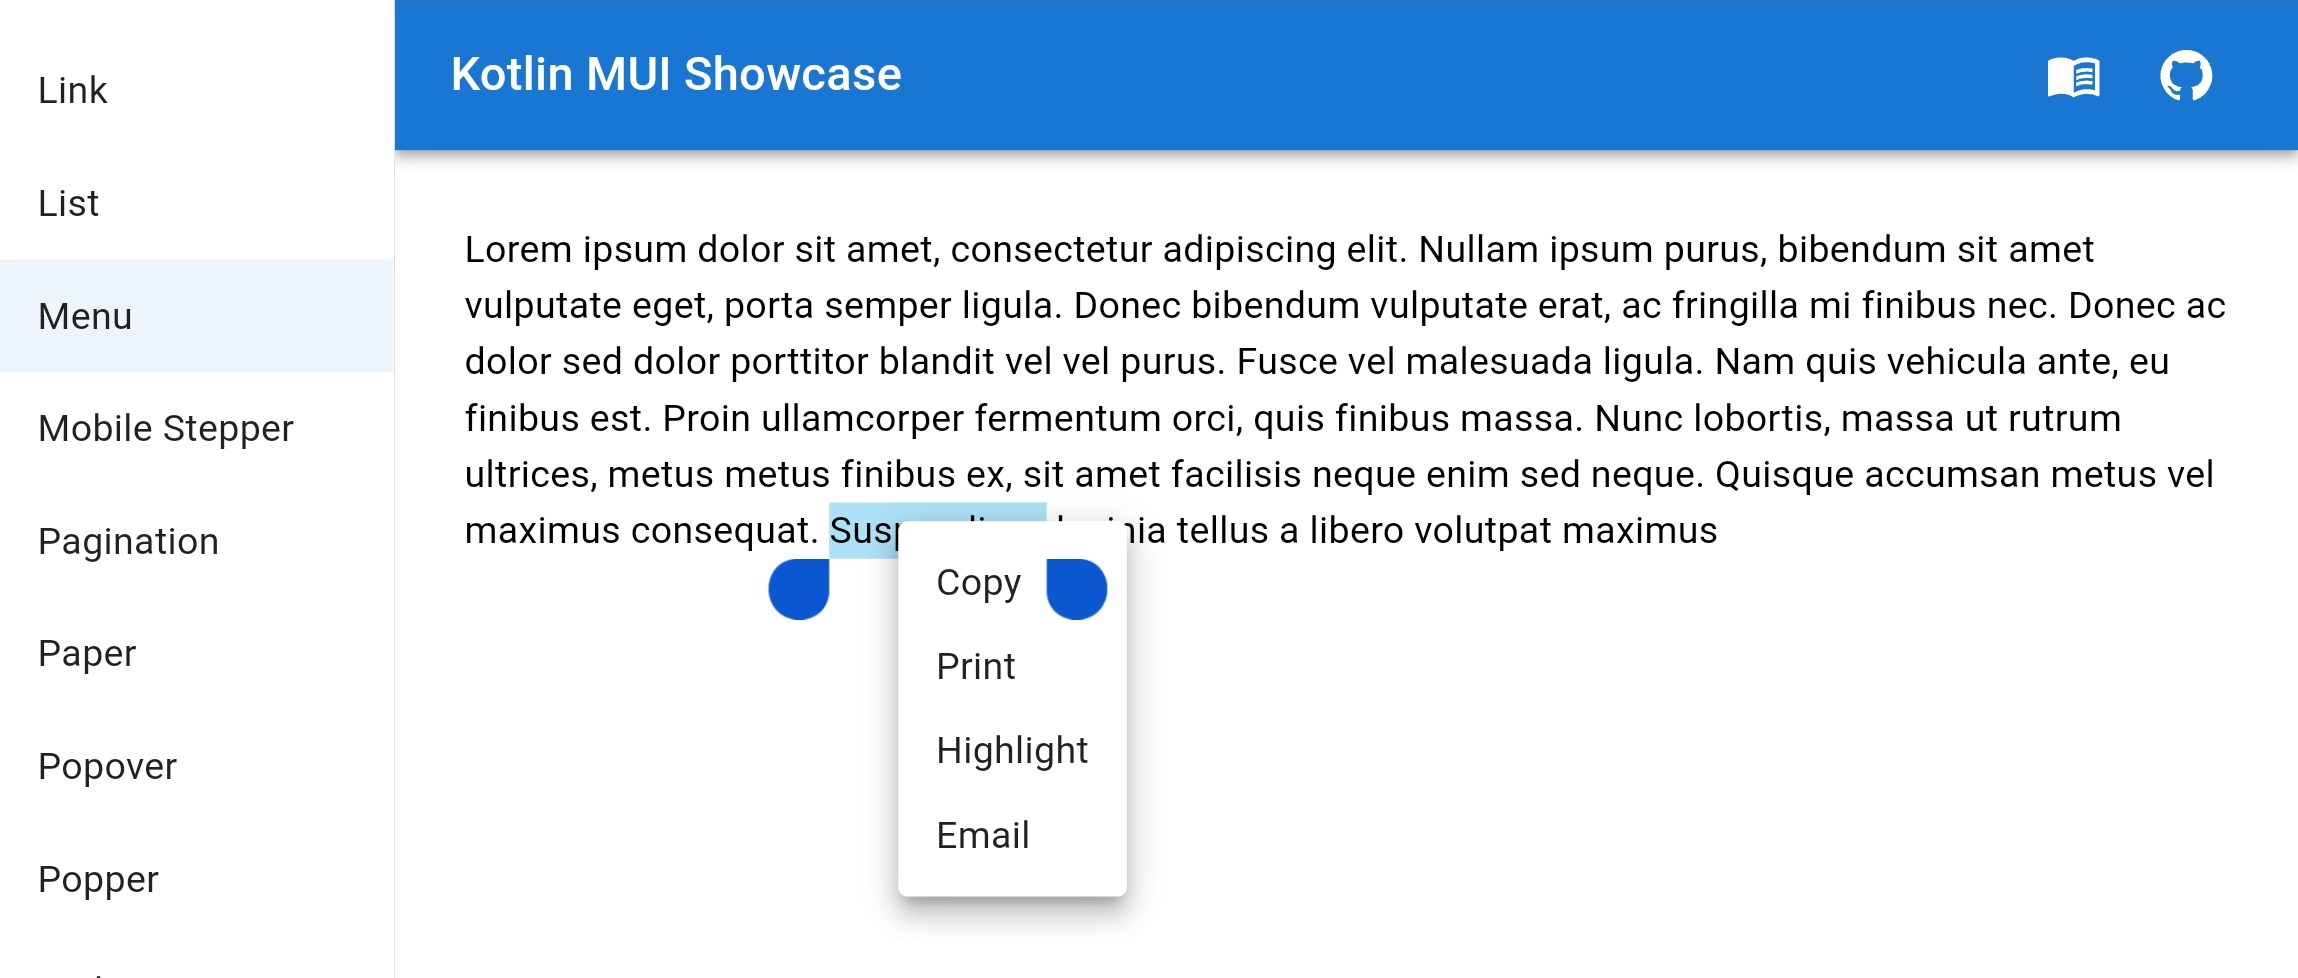 Link
List
Menu
Mobile Stepper
Pagination
Paper
Popover
Popper
Kotlin MUI Showcase
Lorem ipsum dolor sit amet, consectetur adipiscing elit. Nullam ipsum purus, bibendum sit amet
vulputate eget, porta semper ligula. Donec bibendum vulputate erat, ac fringilla mi finibus nec. Donec ac
dolor sed dolor porttitor blandit vel vel purus. Fusce vel malesuada ligula. Nam quis vehicula ante, eu
finibus est. Proin ullamcorper fermentum orci, quis finibus massa. Nunc lobortis, massa ut rutrum
ultrices, metus metus finibus ex, sit amet facilisis neque enim sed neque. Quisque accumsan metus vel
maximus consequat. tellus a libero volutpat maximus
Copy
Print
Highlight
Email